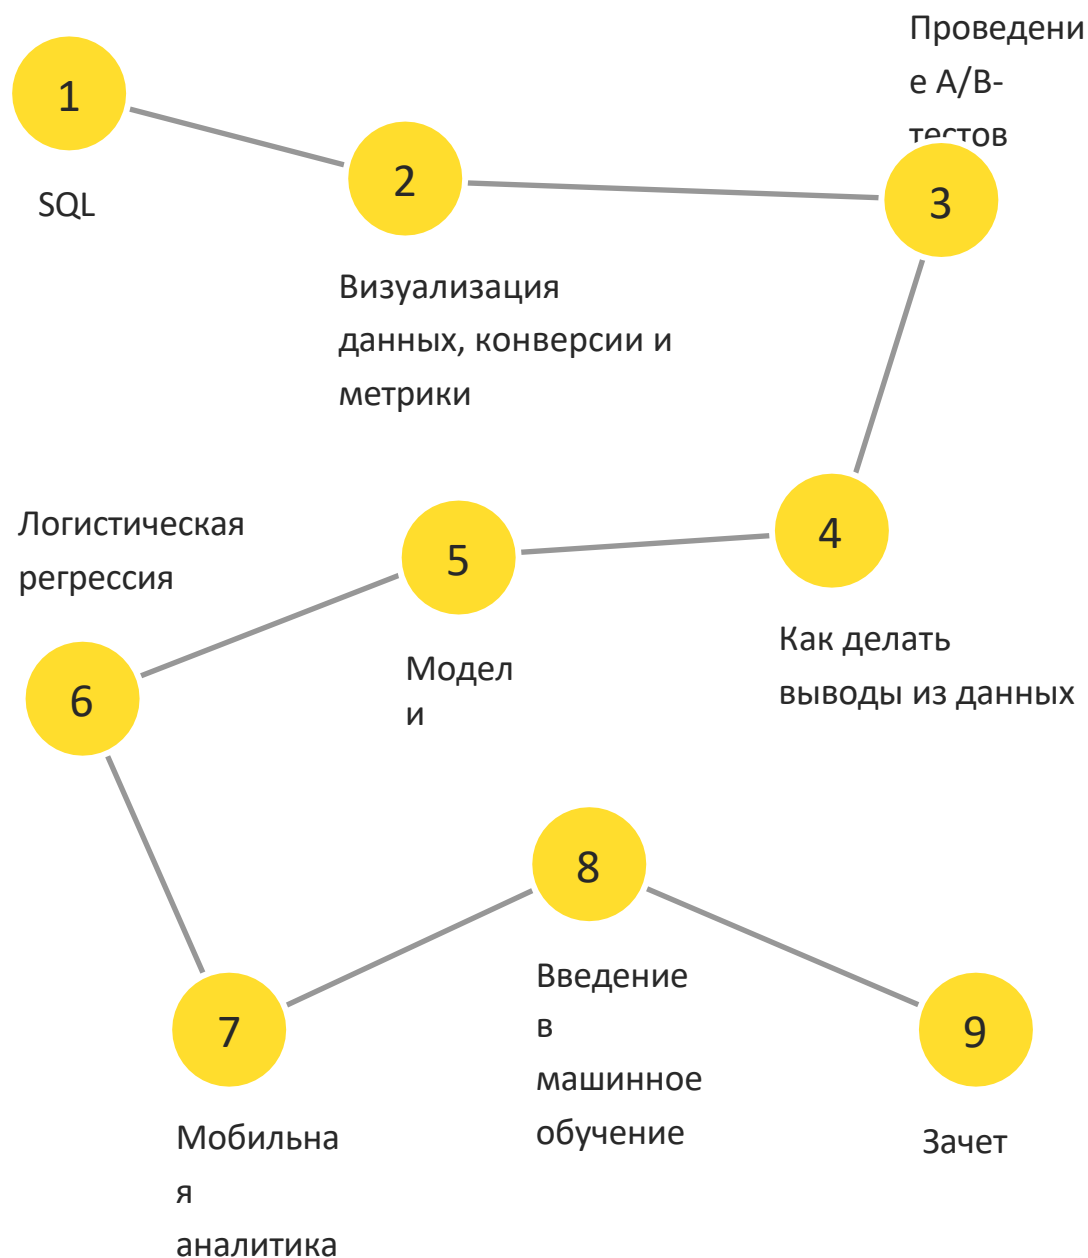 1
SQL
2
Визуализация
данных, конверсии и
метрики
Проведени
е A/B-
тестов
3
4
Как делать
выводы из данных
5
Модел
и
Логистическая
регрессия
6
7
Мобильна
я
аналитика
8
Введение
в
машинное
обучение
9
Зачет